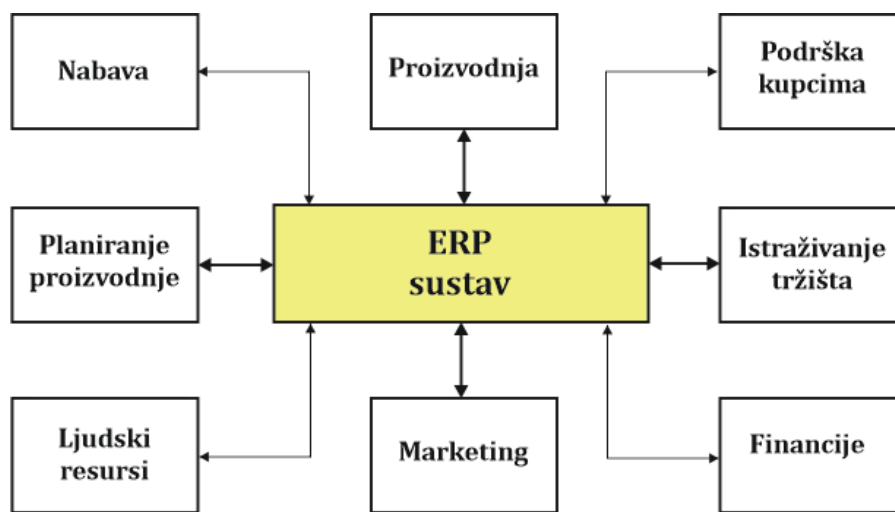 Nabava
Proizvodnja
Podrška
kupcima
Planiranje
proizvodnje
ERP
sustav
Istraživanje
tržišta
Ljudski
resursi
Marketing
Financije